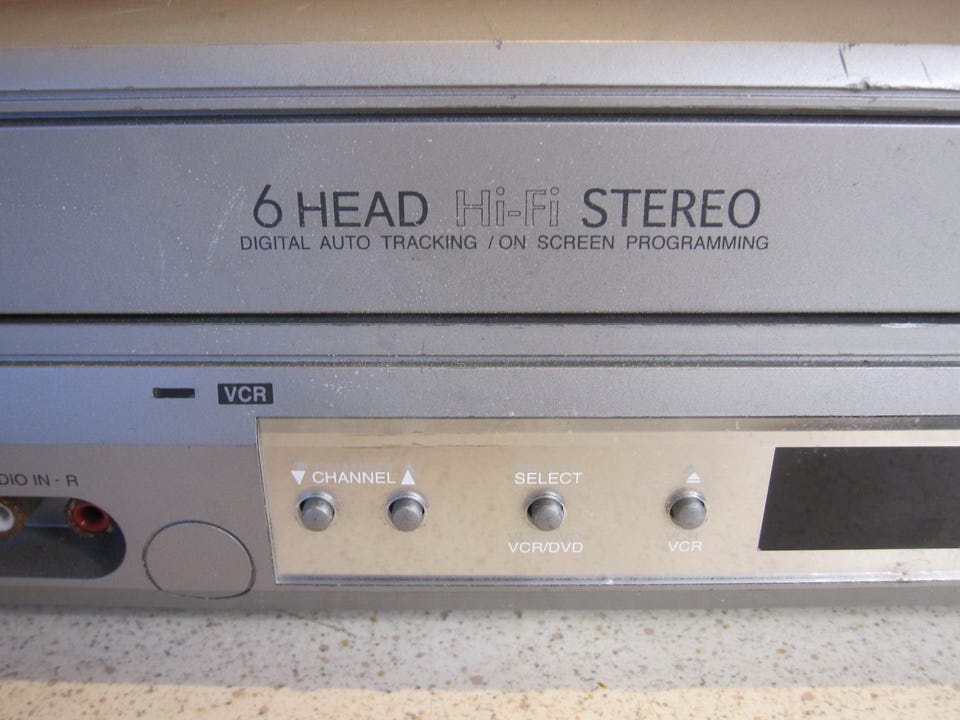 6 HEAD Hi-Fi STEREO
DIGITAL AUTO TRACKING / ON SCREEN PROGRAMMING
VCR
DIO IN - R
▼ CHANNEL ▲
SELECT
VCR/DVD
VCR